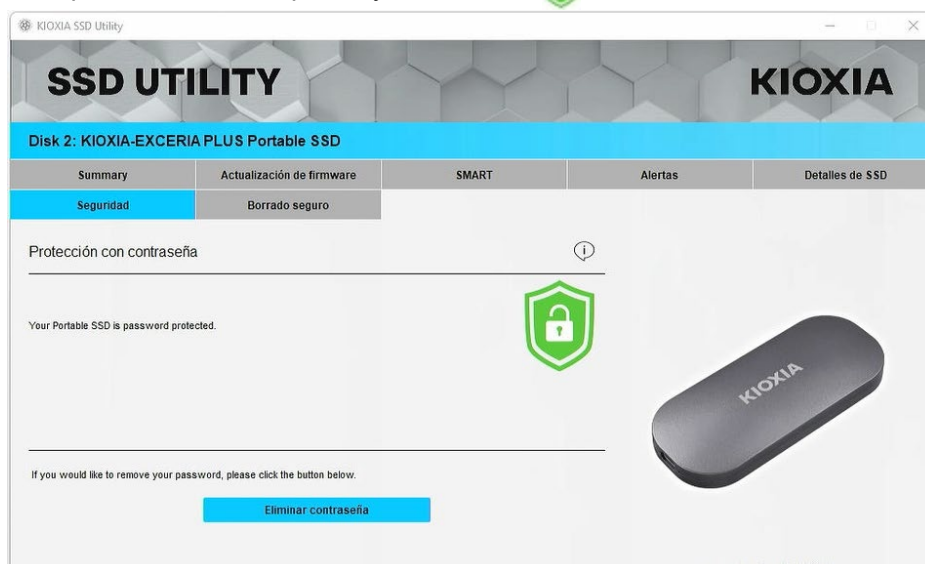 KIOXIA SSD Utility
SSD UTILITY
KIOXIA
Disk 2: KIOXIA-EXCERIA PLUS Portable SSD
Summary
Actualización de firmware
SMART
Alertas
Detalles de SSD
Seguridad
Borrado seguro
Protección con contraseña
Your Portable SSD is password protected.
KIOXIA
If you would like to remove your password, please click the button below.
Eliminar contraseña